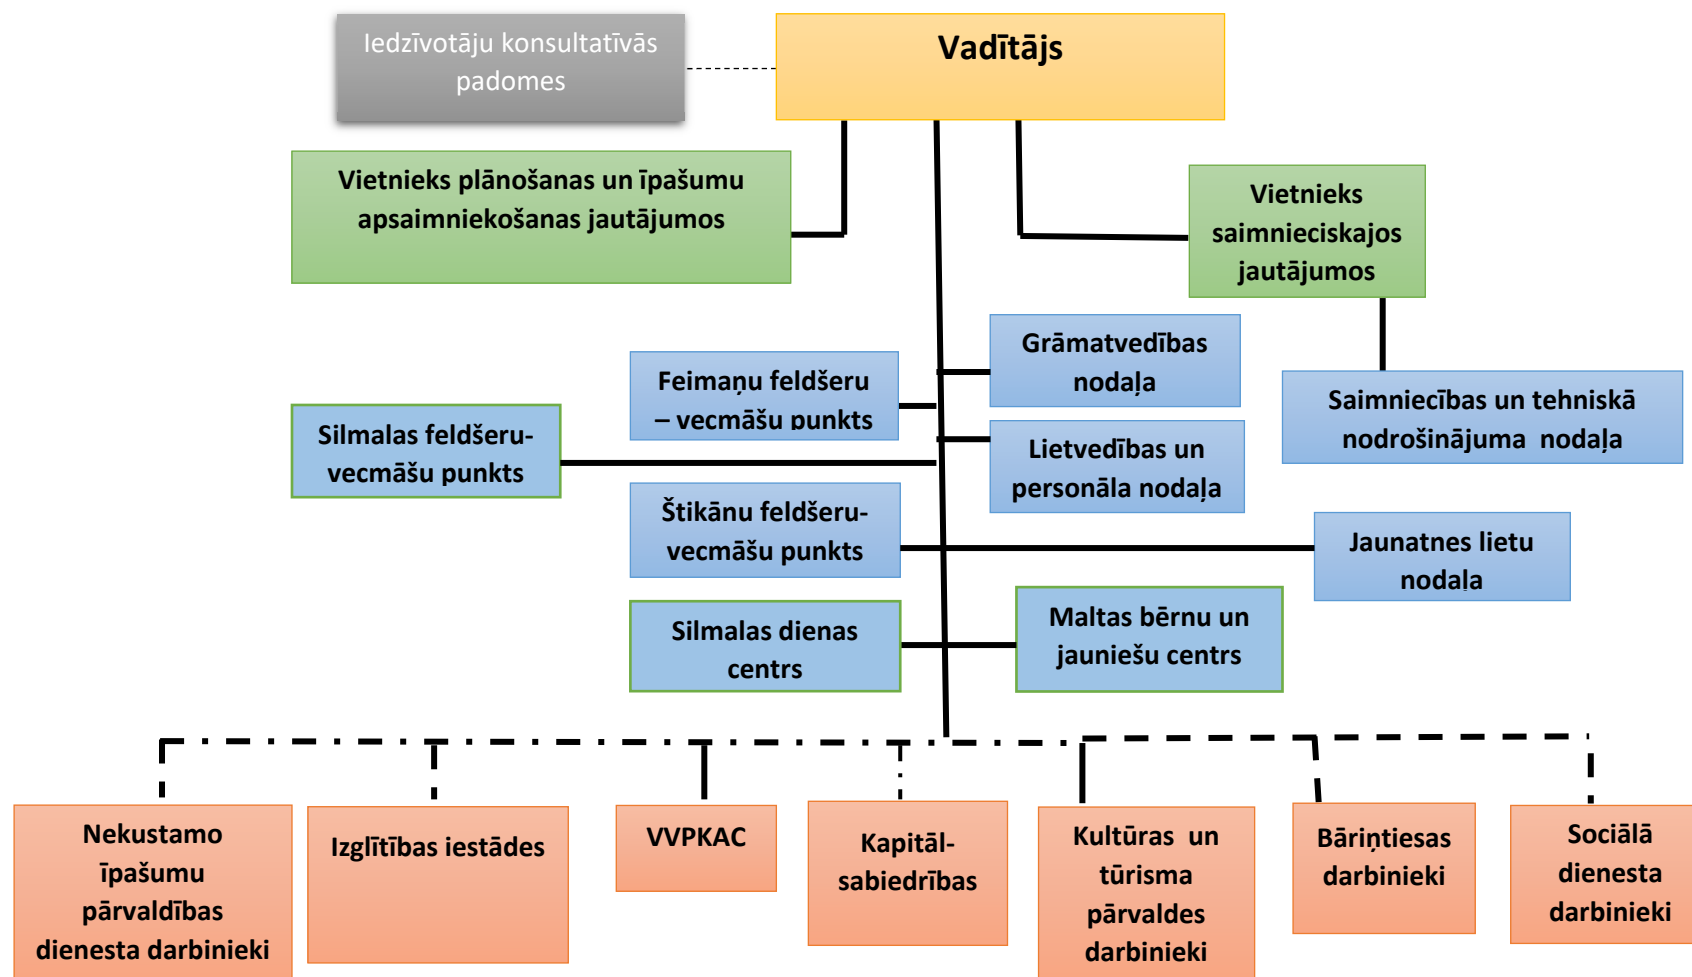 Iedzīvotāju konsultatīvās
padomes
Vadītājs
Vietnieks plānošanas un īpašumu
apsaimniekošanas jautājumos
Vietnieks
saimnieciskajos
jautājumos
Grāmatvedības
nodaļa
Feimaņu feldšeru
– vecmāšu punkts
Saimniecības un tehniskā
nodrošinājuma nodaļa
Silmalas feldšeru-
vecmāšu punkts
Lietvedības un
personāla nodaļa
Štikānu feldšeru-
vecmāšu punkts
Jaunatnes lietu
nodaļa
Silmalas dienas
centrs
Maltas bērnu un
jauniešu centrs
Nekustamo
īpašumu
pārvaldības
dienesta darbinieki
Izglītības iestādes
VVPKAC
Kapitāl-
sabiedrības
Kultūras un
tūrisma
pārvaldes
darbinieki
Bāriņtiesas
darbinieki
Sociālā
dienesta
darbinieki